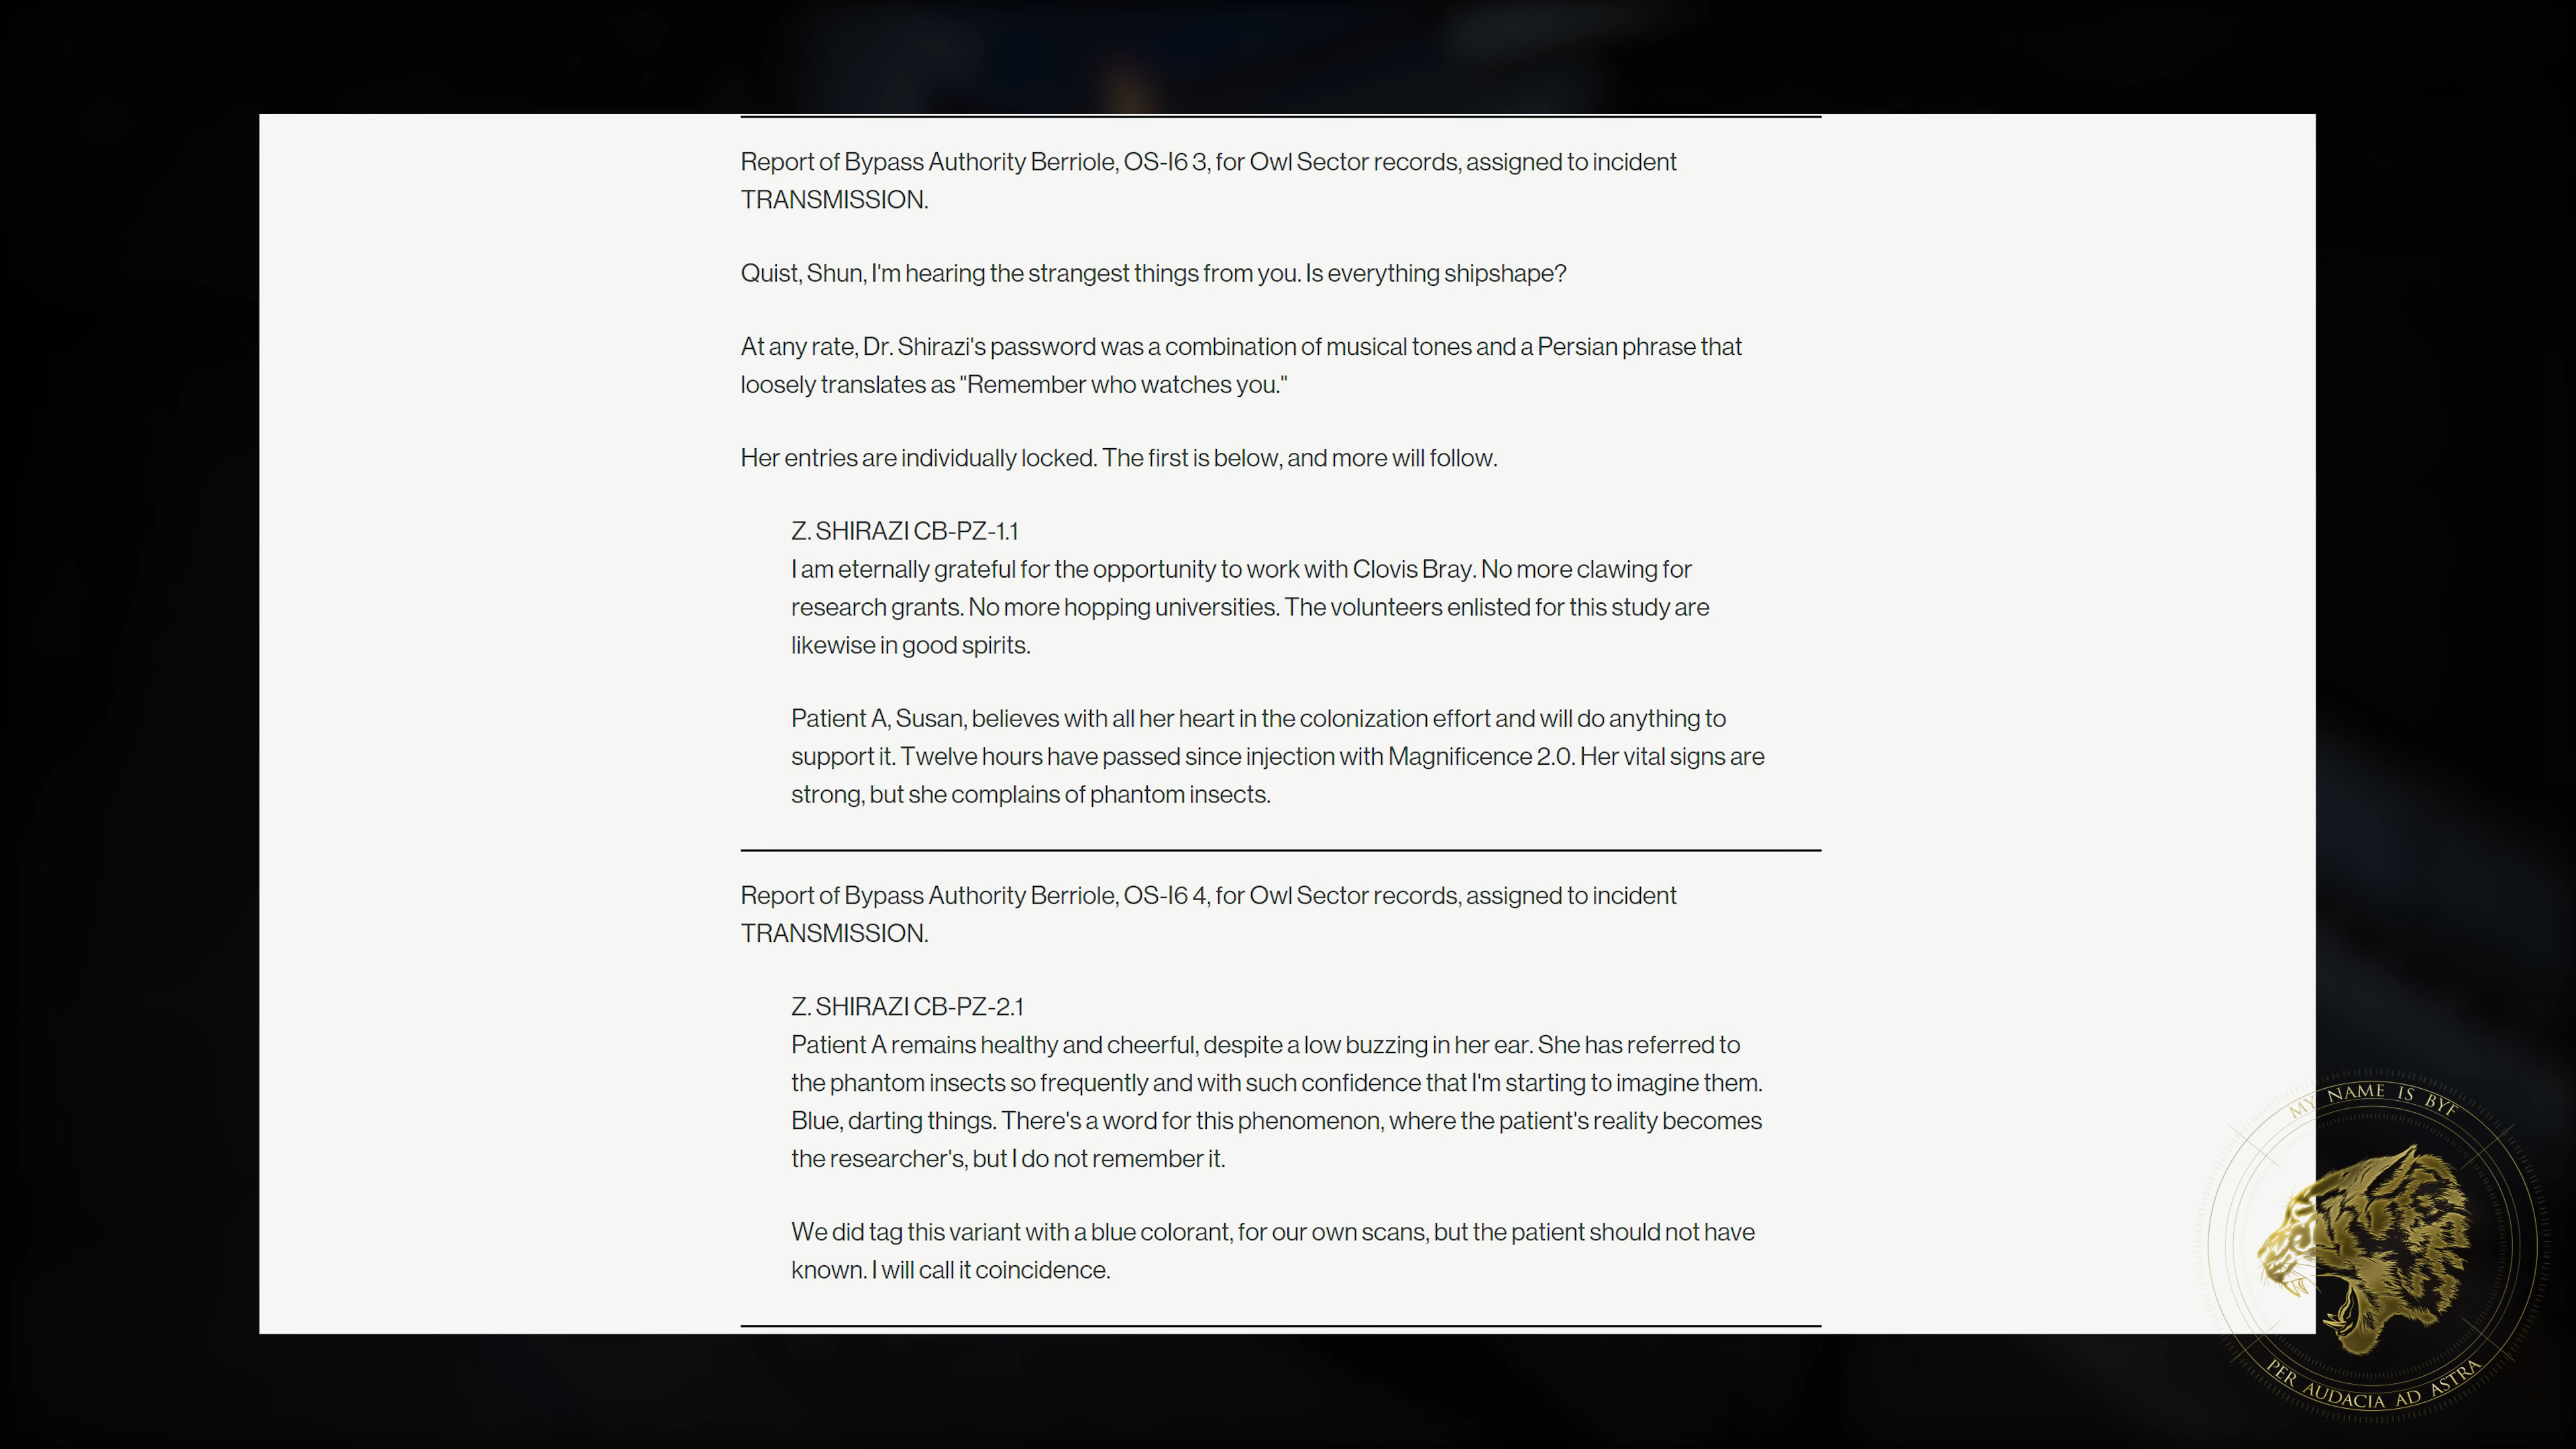 Report of Bypass Authority Berriole, OS-I6 3, for Owl Sector records, assigned to incident
TRANSMISSION.
Quist, Shun, I'm hearing the strangest things from you. Is everything shipshape?
At any rate, Dr. Shirazi's password was a combination of musical tones and a Persian phrase that
loosely translates as "Remember who watches you."
Her entries are individually locked. The first is below, and more will follow.
Z. SHIRAZI CB-PZ-1.1
I am eternally grateful for the opportunity to work with Clovis Bray. No more clawing for
research grants. No more hopping universities. The volunteers enlisted for this study are
likewise in good spirits.
Patient A, Susan, believes with all her heart in the colonization effort and will do anything to
support it. Twelve hours have passed since injection with Magnificence 2.0. Her vital signs are
strong, but she complains of phantom insects.
Report of Bypass Authority Berriole, OS-I6 4, for Owl Sector records, assigned to incident
TRANSMISSION.
Z. SHIRAZI CB-PZ-2.1
Patient A remains healthy and cheerful, despite a low buzzing in her ear. She has referred to
the phantom insects so frequently and with such confidence that I'm starting to imagine them.
Blue, darting things. There's a word for this phenomenon, where the patient's reality becomes
the researcher's, but I do not remember it.
We did tag this variant with a blue colorant, for our own scans, but the patient should not have
known. I will call it coincidence.
MY NAME IS BYF
PER AUDACIA AD ASTRA